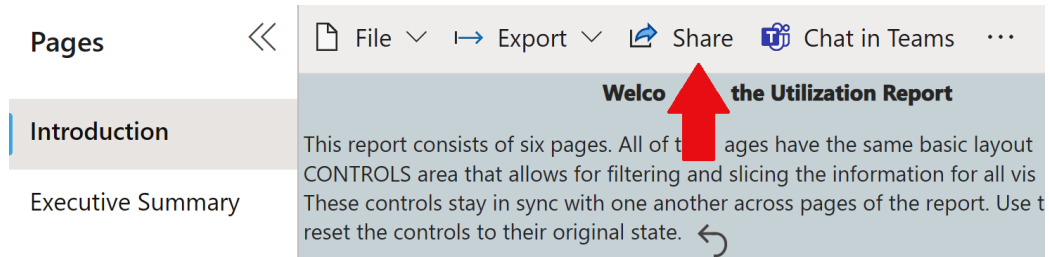 Pages
File
Export
Share
Chat in Teams
Introduction
Executive Summary
Welco the Utilization Report
This report consists of six pages. All of ages have the same basic layout
CONTROLS area that allows for filtering and slicing the information for all vis
These controls stay in sync with one another across pages of the report. Use t
reset the controls to their original state.